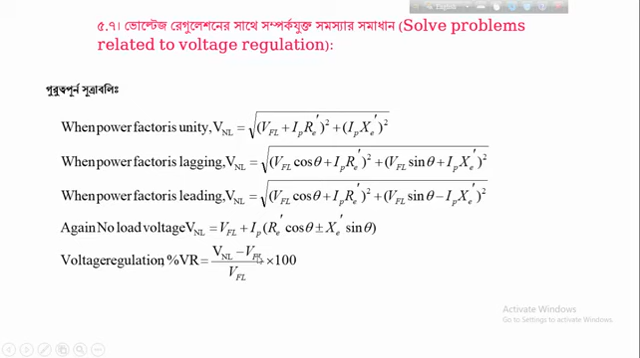 English
৫.৭। ভোল্টেজ রেগুলেশনের সাথে সম্পর্কযুক্ত সমস্যার সমাধান (Solve problems
related to voltage regulation):
গুরুত্বপূর্ন সূত্রাবলিঃ
When power factor is unity, V_NL = √((V_FL + I_p R_e′)² + (I_p X_e′)²)
When power factor is lagging, V_NL = √((V_FL cosθ + I_p R_e′)² + (V_FL sinθ + I_p X_e′)²)
When power factor is leading, V_NL = √((V_FL cosθ + I_p R_e′)² + (V_FL sinθ − I_p X_e′)²)
Again No load voltage V_NL = V_FL + I_p(R_e′ cosθ ± X_e′ sinθ)
Voltage regulation, %VR = (V_NL − V_FL)/V_FL × 100
Activate Windows
Go to Settings to activate Windows.